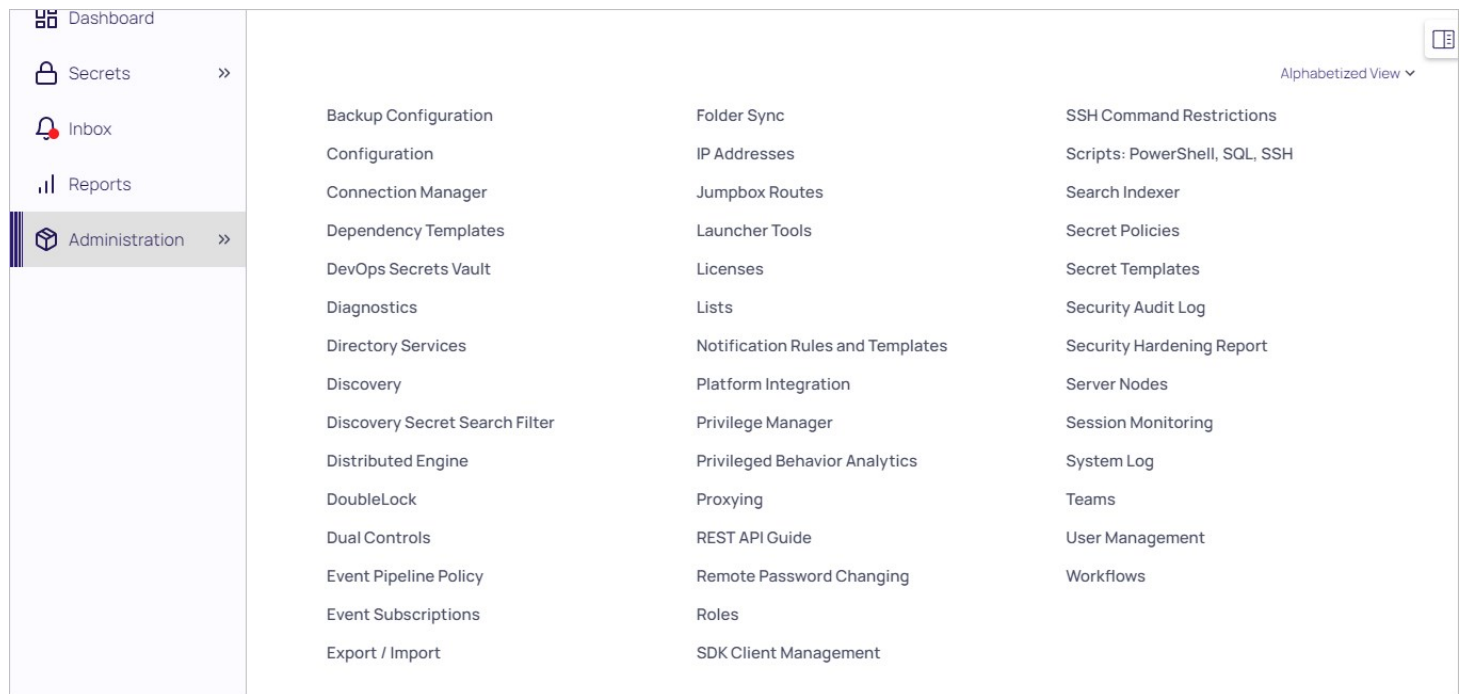 Dashboard
Secrets
Inbox
Reports
Administration
Alphabetized View
Backup Configuration
Configuration
Connection Manager
Dependency Templates
DevOps Secrets Vault
Diagnostics
Directory Services
Discovery
Discovery Secret Search Filter
Distributed Engine
DoubleLock
Dual Controls
Event Pipeline Policy
Event Subscriptions
Export / Import
Folder Sync
IP Addresses
Jumpbox Routes
Launcher Tools
Licenses
Lists
Notification Rules and Templates
Platform Integration
Privilege Manager
Privileged Behavior Analytics
Proxying
REST API Guide
Remote Password Changing
Roles
SDK Client Management
SSH Command Restrictions
Scripts: PowerShell, SQL, SSH
Search Indexer
Secret Policies
Secret Templates
Security Audit Log
Security Hardening Report
Server Nodes
Session Monitoring
System Log
Teams
User Management
Workflows